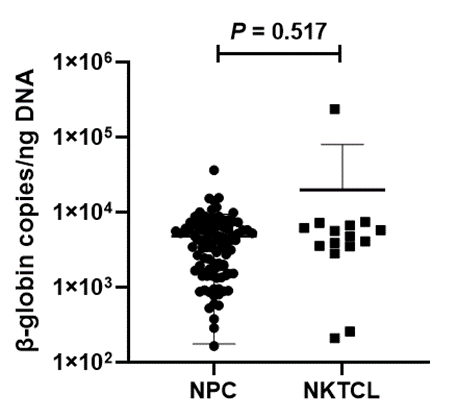 P = 0.517
β-globin copies/ng DNA
1×10⁶
1×10⁵
1×10⁴
1×10³
1×10²
NPC NKTCL